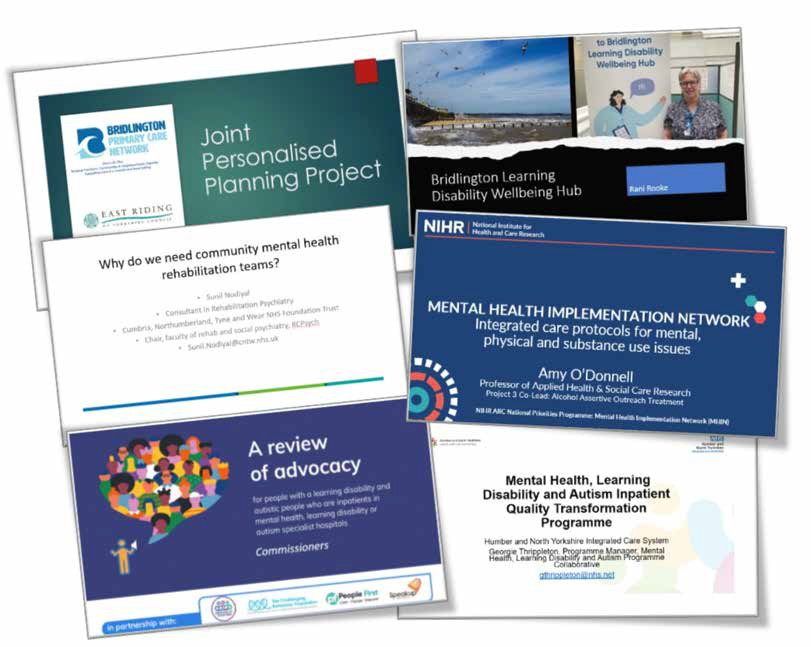 BRIDLINGTON
PRIMARY CARE
NETWORK
EAST RIDING
OF YORKSHIRE COUNCIL
Joint
Personalised
Planning Project
to Bridlington
Learning Disability
Wellbeing Hub
Hi
Bridlington Learning
Disability Wellbeing Hub
Rani Rooke
Why do we need community mental health
rehabilitation teams?
• Sunil Nodiyal
• Consultant in Rehabilitation Psychiatry
• Cumbria, Northumberland, Tyne and Wear NHS Foundation Trust
• Chair, faculty of rehab and social psychiatry, RCPsych
• Sunil.Nodiyal@cntw.nhs.uk
NIHR | National Institute for
Health and Care Research
MENTAL HEALTH IMPLEMENTATION NETWORK
Integrated care protocols for mental,
physical and substance use issues
Amy O'Donnell
Professor of Applied Health & Social Care Research
Project 3 Co-Lead: Alcohol Assertive Outreach Treatment
NIHR ARC National Priorities Programme: Mental Health Implementation Network (MHIN)
A review
of advocacy
for people with a learning disability and
autistic people who are inpatients in
mental health, learning disability or
autism specialist hospitals
Commissioners
in partnership with:
People First
Speakup
Humber and
North Yorkshire
Mental Health, Learning
Disability and Autism Inpatient
Quality Transformation
Programme
Humber and North Yorkshire Integrated Care System
Georgie Thrippleton, Programme Manager, Mental
Health, Learning Disability and Autism Programme
Collaborative
gthrippleton@nhs.net